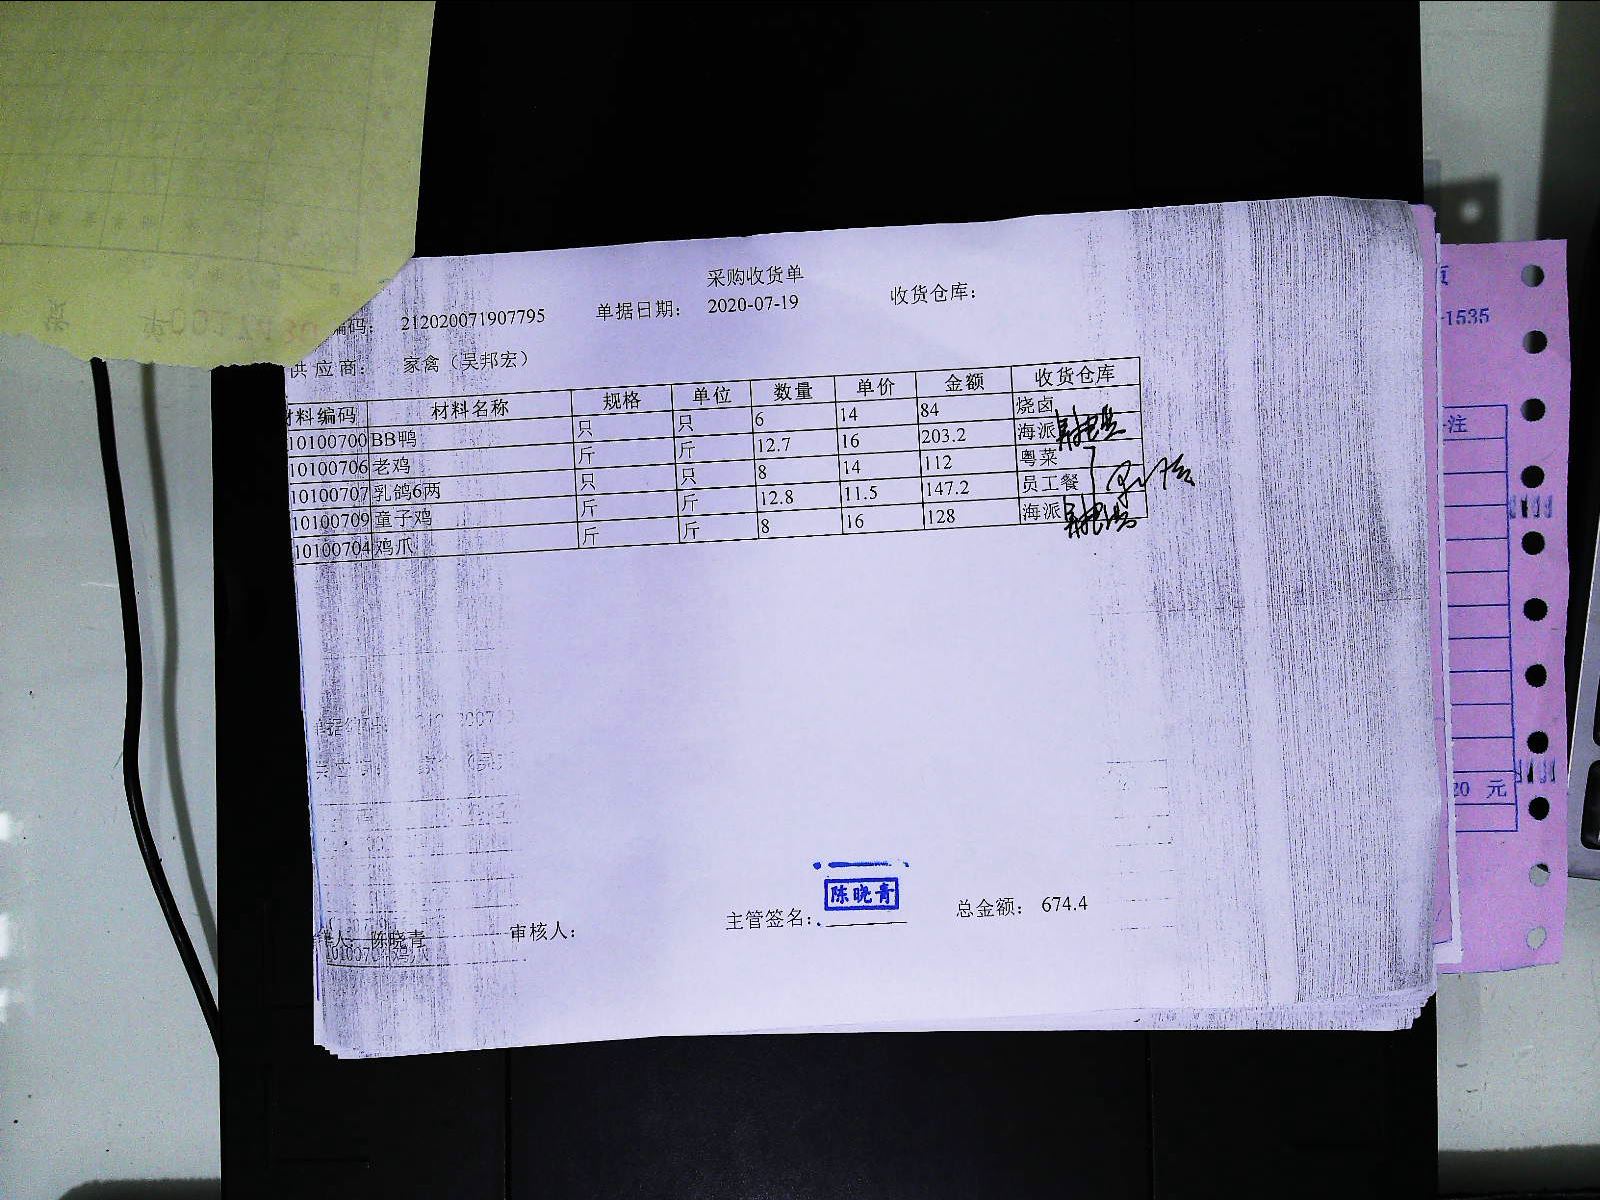 采购收货单
编码: 212020071907795 单据日期: 2020-07-19 收货仓库:
供应商: 家禽（吴邦宏）
材料编码 材料名称 规格 单位 数量 单价 金额 收货仓库
10100700 BB鸭 只 只 6 14 84 烧卤
10100706 老鸡 斤 斤 12.7 16 203.2 海派
10100707 乳鸽6两 只 只 8 14 112 粤菜
10100709 童子鸡 斤 斤 12.8 11.5 147.2 员工餐
10100704 鸡爪 斤 斤 8 16 128 海派
陈晓青
陈晓青 审核人: 主管签名: 总金额: 674.4
-1535
注
20 元